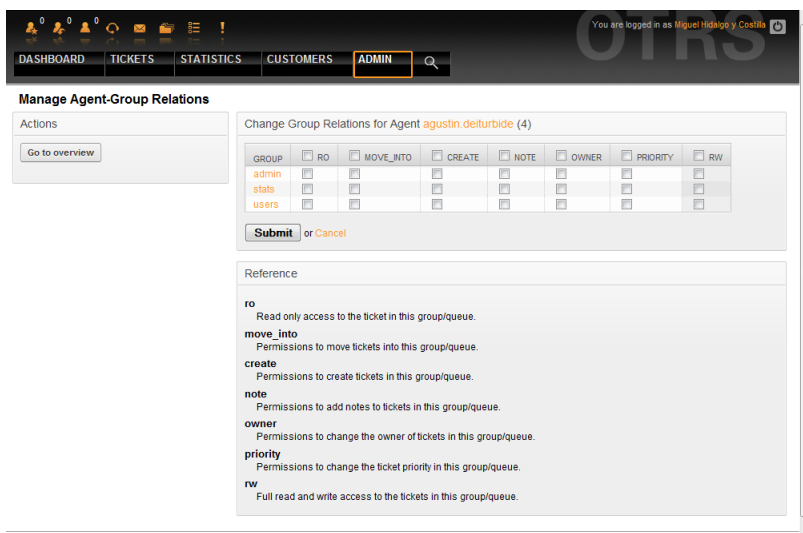 0 0 0
You are logged in as Miguel Hidalgo y Costilla
OTRS
DASHBOARD TICKETS STATISTICS CUSTOMERS ADMIN
Manage Agent-Group Relations
Actions
Go to overview
Change Group Relations for Agent agustin.deiturbide (4)
GROUP RO MOVE_INTO CREATE NOTE OWNER PRIORITY RW
admin
stats
users
Submit or Cancel
Reference
ro
Read only access to the ticket in this group/queue.
move_into
Permissions to move tickets into this group/queue.
create
Permissions to create tickets in this group/queue.
note
Permissions to add notes to tickets in this group/queue.
owner
Permissions to change the owner of tickets in this group/queue.
priority
Permissions to change the ticket priority in this group/queue.
rw
Full read and write access to the tickets in this group/queue.